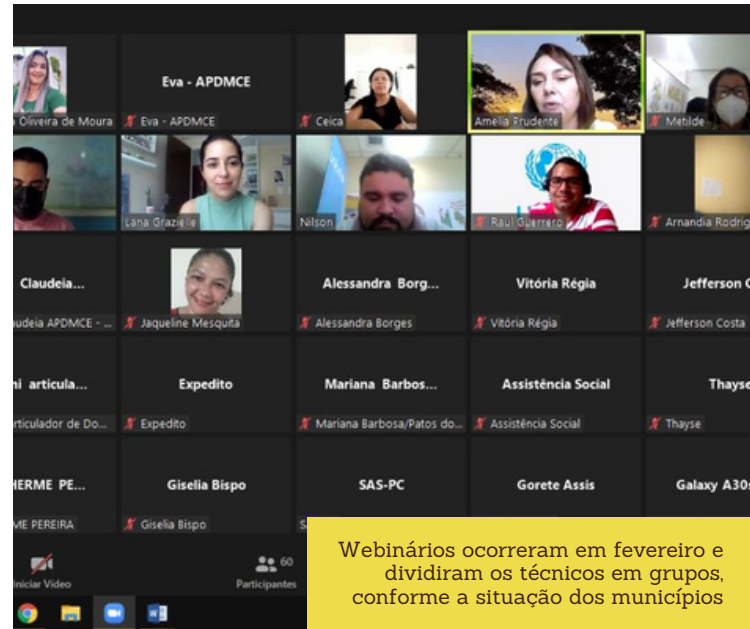 Oliveira de Moura
Eva - APDMCE
Eva - APDMCE
Ceica
Amelia Prudente
Metilde
Lana Grazielle
Nilson
Raul Guerrero
Arnandia Rodrig
Claudeia...
audeia APDMCE - ...
Jaqueline Mesquita
Alessandra Borg...
Alessandra Borges
Vitória Régia
Vitória Régia
Jefferson C
Jefferson Costa
ni articula...
rticulador de Do...
Expedito
Expedito
Mariana Barbos...
Mariana Barbosa/Patos do...
Assistência Social
Assistência Social
Thayse
Thayse
HERME PE...
ME PEREIRA
Giselia Bispo
Giselia Bispo
SAS-PC
Gorete Assis
Galaxy A30s
Iniciar Vídeo
60
Participantes
Webinários ocorreram em fevereiro e
dividiram os técnicos em grupos,
conforme a situação dos municípios